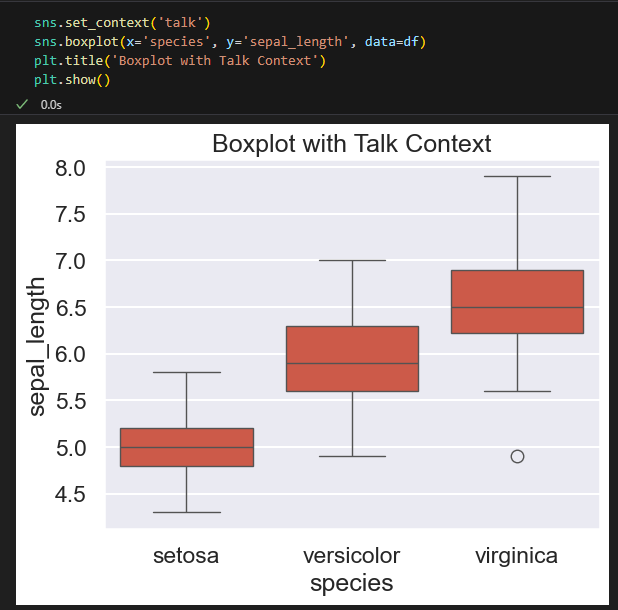 sns.set_context('talk')
sns.boxplot(x='species', y='sepal_length', data=df)
plt.title('Boxplot with Talk Context')
plt.show()
0.0s
Boxplot with Talk Context
8.0
7.5
7.0
6.5
6.0
5.5
5.0
4.5
sepal_length
setosa versicolor virginica
species